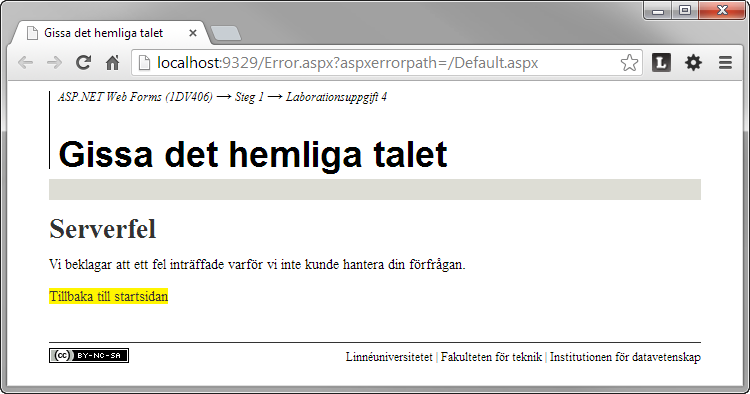 Gissa det hemliga talet
localhost:9329/Error.aspx?aspxerrorpath=/Default.aspx
L
ASP.NET Web Forms (1DV406) → Steg 1 → Laborationsuppgift 4
Gissa det hemliga talet
Serverfel
Vi beklagar att ett fel inträffade varför vi inte kunde hantera din förfrågan.
Tillbaka till startsidan
(cc) BY-NC-SA
Linnéuniversitetet | Fakulteten för teknik | Institutionen för datavetenskap